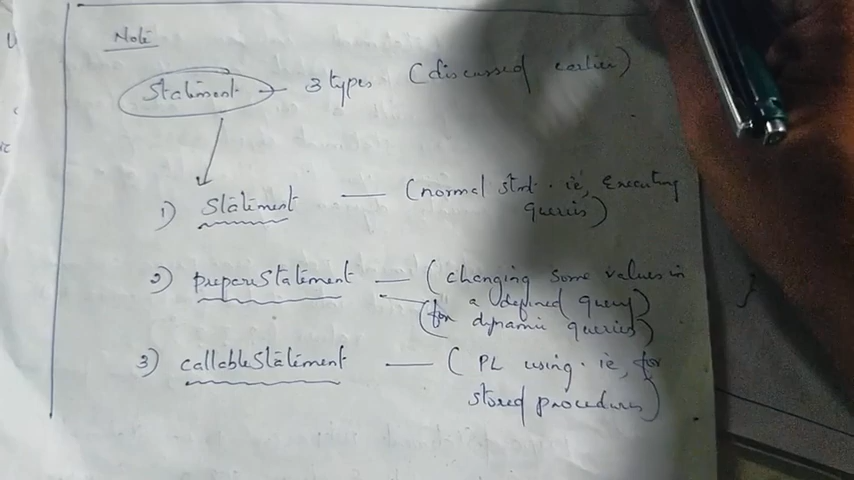 Note
Statement — 3 types (discussed earlier)
1) Statement — (normal stmt. ie, Executing
queries)
2) prepareStatement — (changing some values in
a defined query)
(for dynamic queries)
3) callableStatement — (PL using. ie, for
stored procedures)